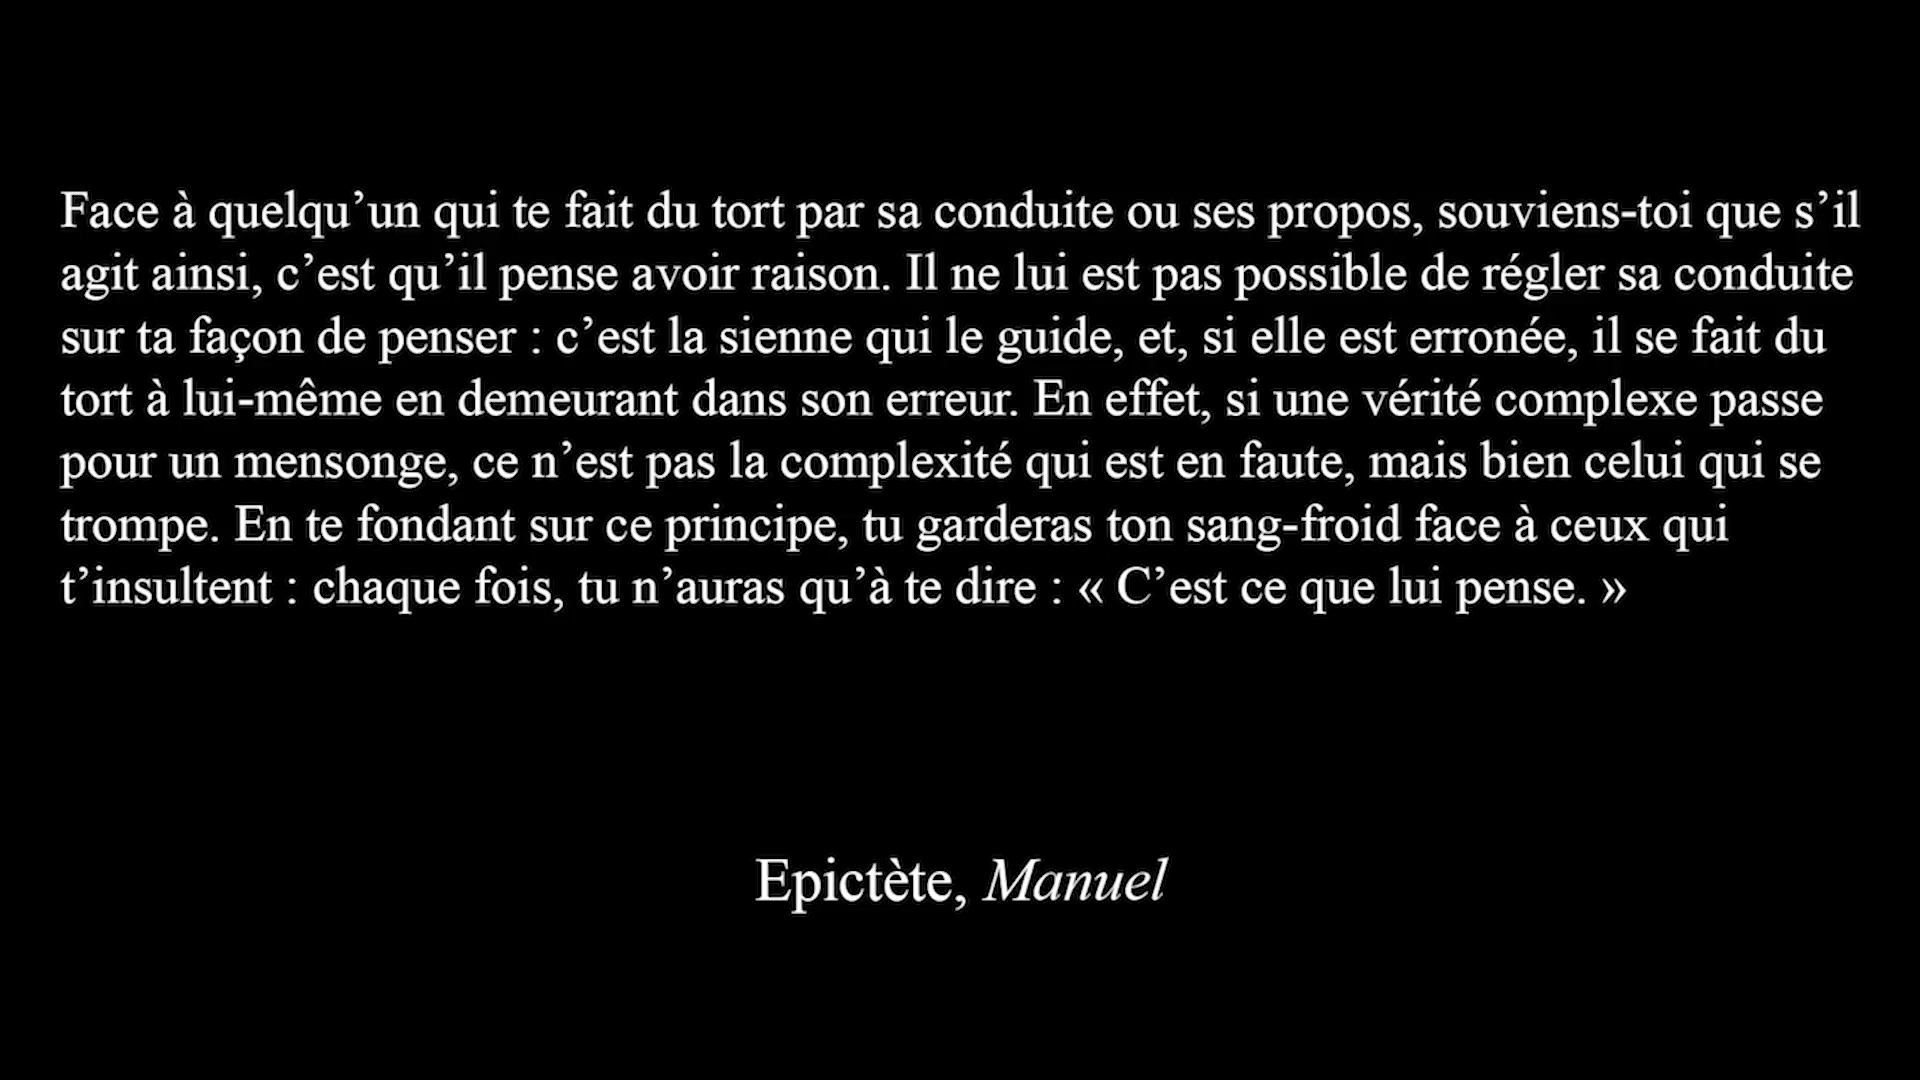 Face à quelqu’un qui te fait du tort par sa conduite ou ses propos, souviens-toi que s’il
agit ainsi, c’est qu’il pense avoir raison. Il ne lui est pas possible de régler sa conduite
sur ta façon de penser : c’est la sienne qui le guide, et, si elle est erronée, il se fait du
tort à lui-même en demeurant dans son erreur. En effet, si une vérité complexe passe
pour un mensonge, ce n’est pas la complexité qui est en faute, mais bien celui qui se
trompe. En te fondant sur ce principe, tu garderas ton sang-froid face à ceux qui
t’insultent : chaque fois, tu n’auras qu’à te dire : « C’est ce que lui pense. »
Epictète, Manuel